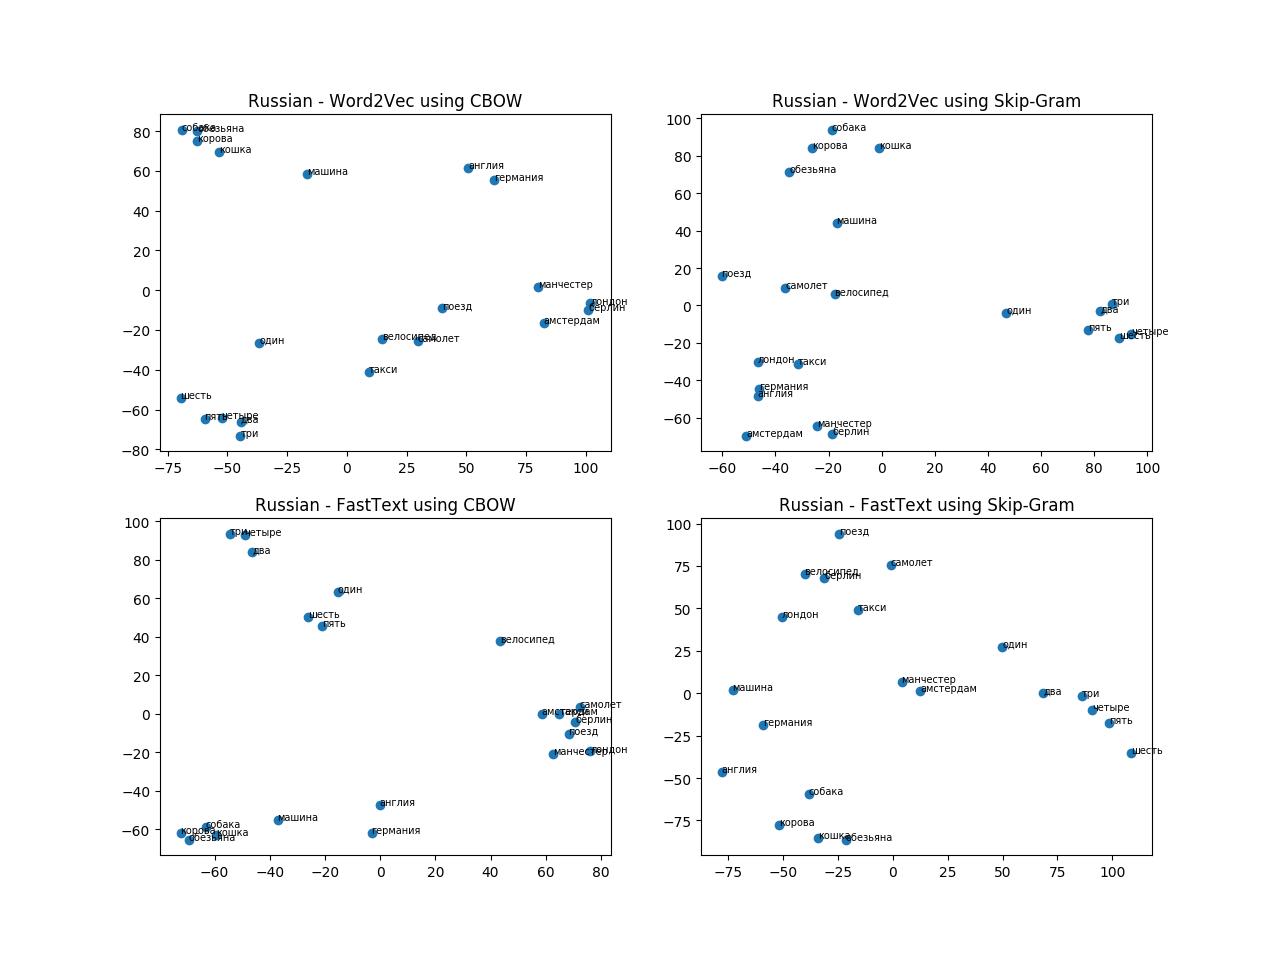 Russian - Word2Vec using CBOW
собака
обезьяна
корова
кошка
машина
англия
германия
манчестер
лондон
берлин
поезд
амстердам
велосипед
самолет
один
такси
шесть
пять
четыре
два
три
80
60
40
20
0
−20
−40
−60
−80
−75 −50 −25 0 25 50 75 100
Russian - Word2Vec using Skip-Gram
собака
корова
кошка
обезьяна
машина
поезд
самолет
велосипед
один
три
два
пять
четыре
шесть
лондон
такси
германия
англия
манчестер
берлин
амстердам
100
80
60
40
20
0
−20
−40
−60
−60 −40 −20 0 20 40 60 80 100
Russian - FastText using CBOW
три
четыре
два
один
шесть
пять
велосипед
самолет
амстердам
такси
берлин
поезд
лондон
манчестер
англия
машина
германия
собака
корова
кошка
обезьяна
100
80
60
40
20
0
−20
−40
−60
−60 −40 −20 0 20 40 60 80
Russian - FastText using Skip-Gram
поезд
самолет
велосипед
берлин
такси
лондон
один
манчестер
амстердам
машина
два
три
четыре
пять
германия
шесть
англия
собака
корова
кошка
обезьяна
100
75
50
25
0
−25
−50
−75
−75 −50 −25 0 25 50 75 100